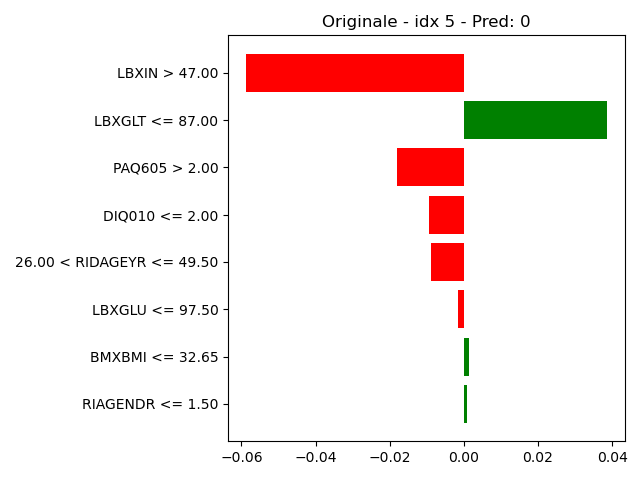 Originale - idx 5 - Pred: 0
LBXIN > 47.00
LBXGLT <= 87.00
PAQ605 > 2.00
DIQ010 <= 2.00
26.00 < RIDAGEYR <= 49.50
LBXGLU <= 97.50
BMXBMI <= 32.65
RIAGENDR <= 1.50
−0.06 −0.04 −0.02 0.00 0.02 0.04